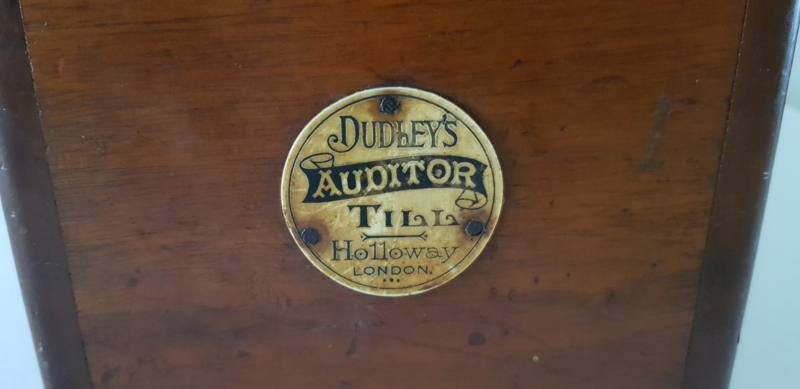 DUDLEY'S
AUDITOR
TILL
Holloway
LONDON.